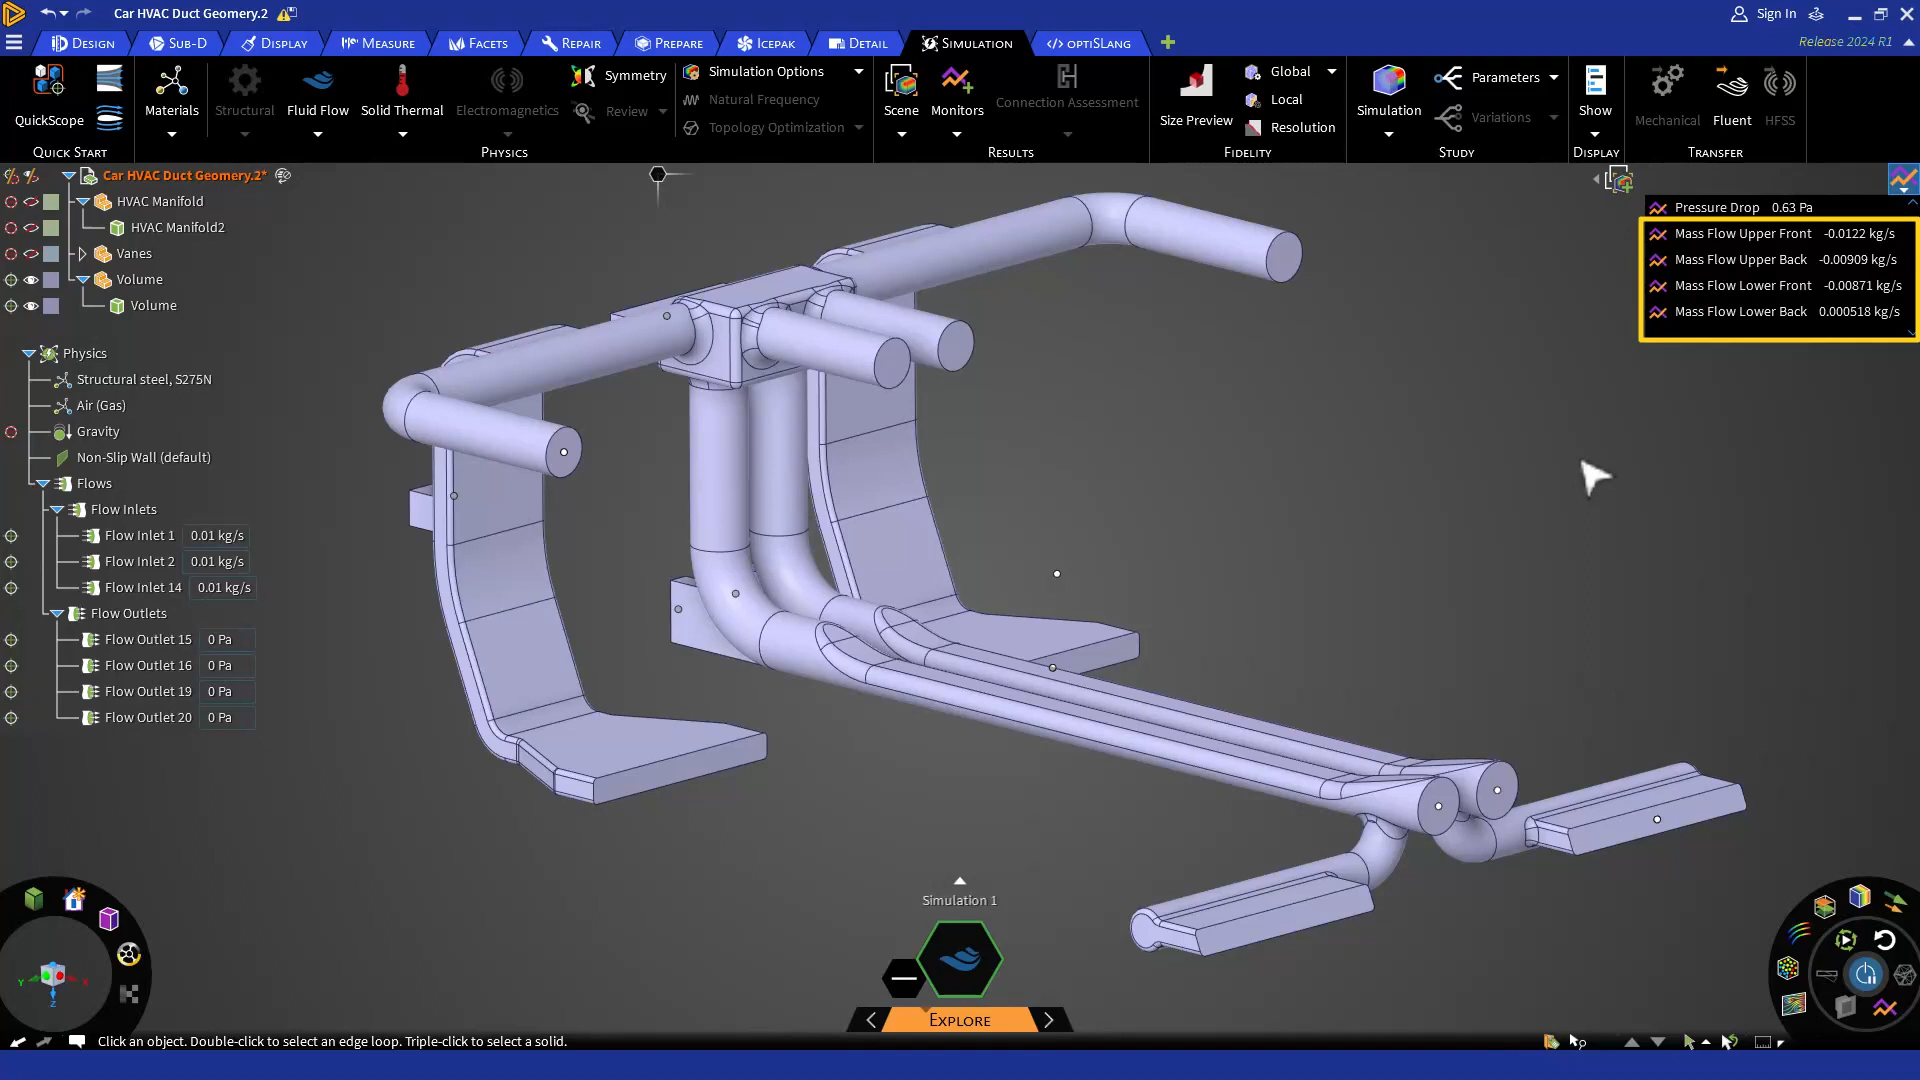 Car HVAC Duct Geometry.2
Sign In
Design
Sub-D
Display
Measure
Facets
Repair
Prepare
Icepak
Detail
Simulation
optiSLang
Release 2024 R1
QuickScope
Quick Start
Materials
Structural
Fluid Flow
Solid Thermal
Electromagnetics
Symmetry
Review
Simulation Options
Natural Frequency
Topology Optimization
Physics
Scene
Monitors
Connection Assessment
Results
Size Preview
Global
Local
Resolution
Fidelity
Simulation
Parameters
Variations
Study
Show
Display
Mechanical
Fluent
HFSS
Transfer
Car HVAC Duct Geometry.2*
HVAC Manifold
HVAC Manifold2
Vanes
Volume
Volume
Physics
Structural steel, S275N
Air (Gas)
Gravity
Non-Slip Wall (default)
Flows
Flow Inlets
Flow Inlet 1 0.01 kg/s
Flow Inlet 2 0.01 kg/s
Flow Inlet 14 0.01 kg/s
Flow Outlets
Flow Outlet 15 0 Pa
Flow Outlet 16 0 Pa
Flow Outlet 19 0 Pa
Flow Outlet 20 0 Pa
Pressure Drop 0.63 Pa
Mass Flow Upper Front -0.0122 kg/s
Mass Flow Upper Back -0.00909 kg/s
Mass Flow Lower Front -0.00871 kg/s
Mass Flow Lower Back 0.000518 kg/s
Simulation 1
Explore
Y
X
Z
Click an object. Double-click to select an edge loop. Triple-click to select a solid.